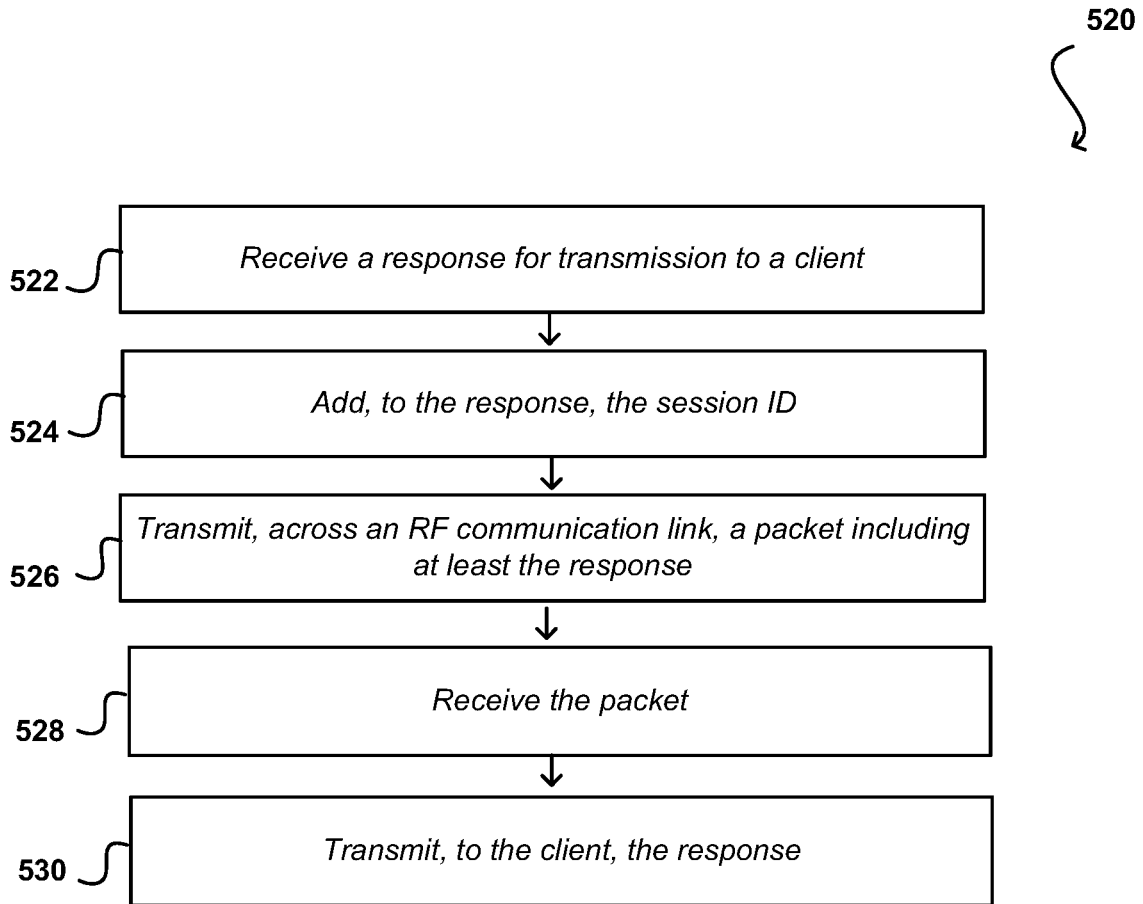 520
Receive a response for transmission to a client
522
Add, to the response, the session ID
524
Transmit, across an RF communication link, a packet including
at least the response
526
Receive the packet
528
Transmit, to the client, the response
530